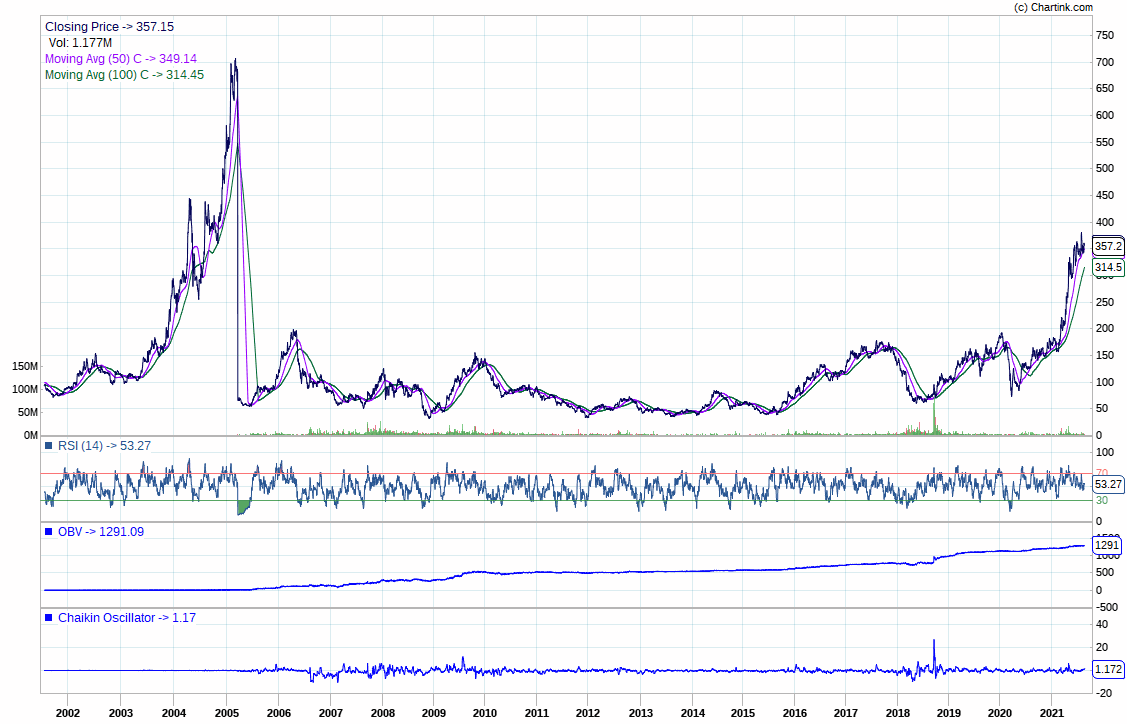 (c) Chartink.com
Closing Price -> 357.15
Vol: 1.177M
Moving Avg (50) C -> 349.14
Moving Avg (100) C -> 314.45
750
700
650
600
550
500
450
400
357.2
314.5
250
200
150
100
50
0
150M
100M
50M
0M
RSI (14) -> 53.27
100
70
53.27
30
0
OBV -> 1291.09
1291
1000
500
0
-500
Chaikin Oscillator -> 1.17
40
20
1.172
-20
2002 2003 2004 2005 2006 2007 2008 2009 2010 2011 2012 2013 2014 2015 2016 2017 2018 2019 2020 2021